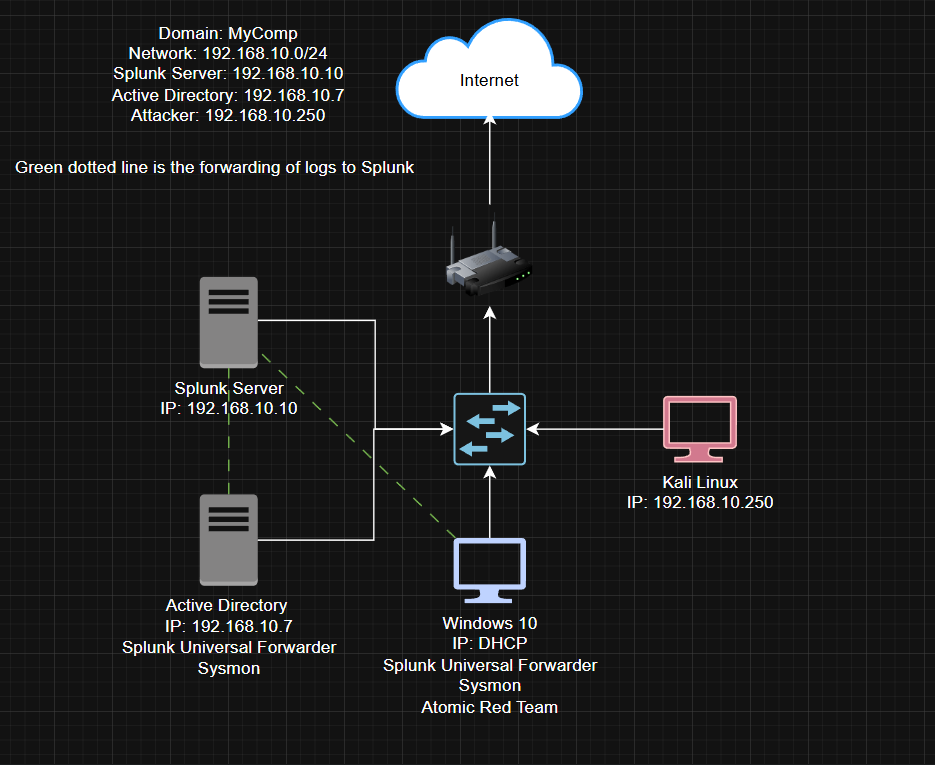 Domain: MyComp
Network: 192.168.10.0/24
Splunk Server: 192.168.10.10
Active Directory: 192.168.10.7
Attacker: 192.168.10.250
Internet
Green dotted line is the forwarding of logs to Splunk
Splunk Server
IP: 192.168.10.10
Kali Linux
IP: 192.168.10.250
Active Directory
IP: 192.168.10.7
Splunk Universal Forwarder
Sysmon
Windows 10
IP: DHCP
Splunk Universal Forwarder
Sysmon
Atomic Red Team